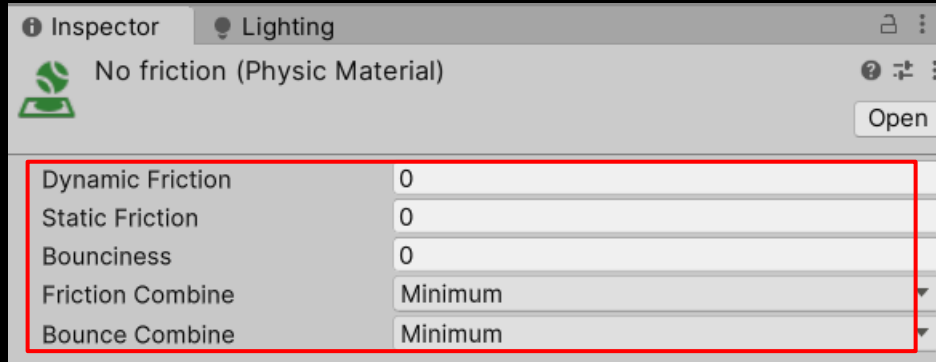 Inspector Lighting
No friction (Physic Material)
Open
Dynamic Friction 0
Static Friction 0
Bounciness 0
Friction Combine Minimum
Bounce Combine Minimum